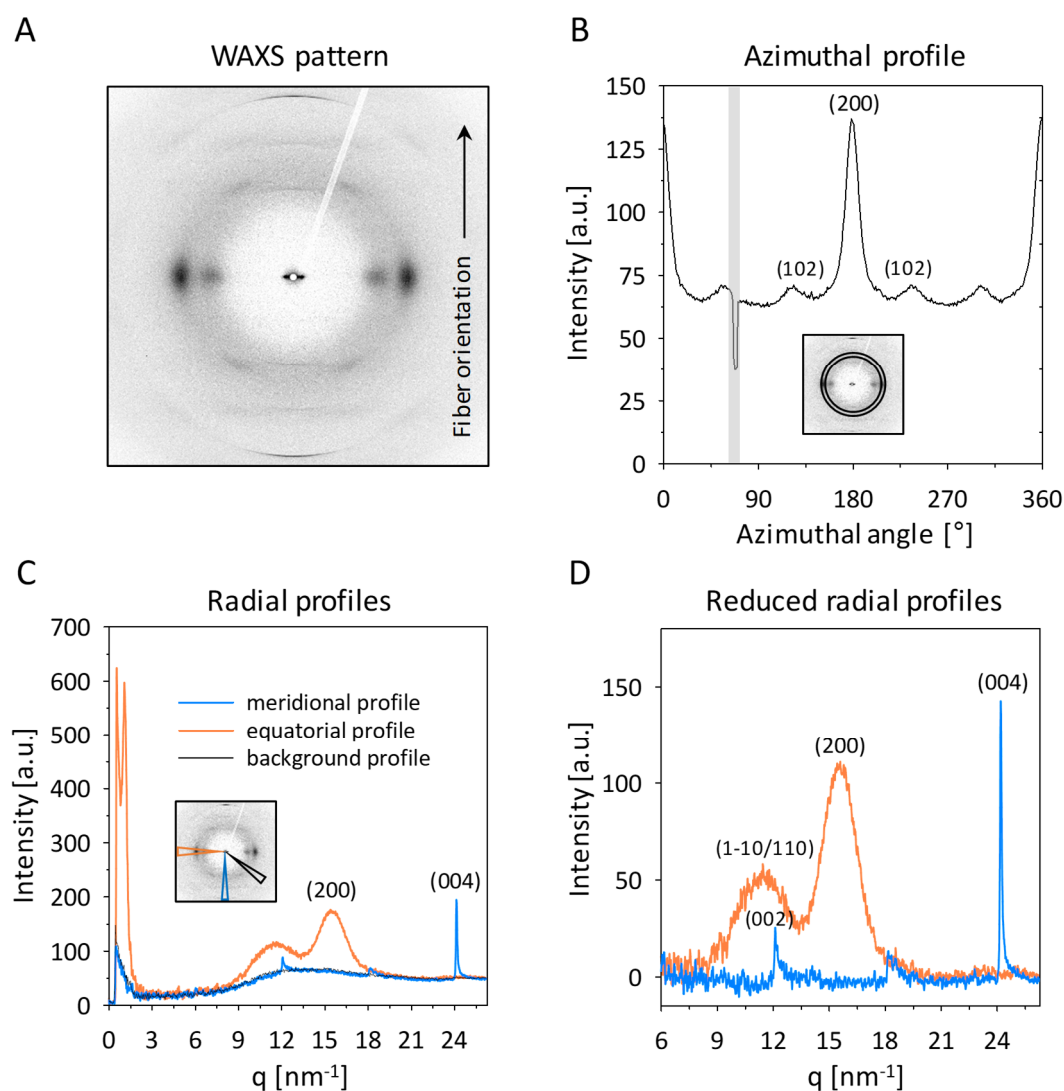 A
WAXS pattern
Fiber orientation
B
Azimuthal profile
Intensity [a.u.]
150
125
100
75
50
25
0
(200)
(102)
(102)
0
90
180
270
360
Azimuthal angle [°]
C
Radial profiles
Intensity [a.u.]
700
600
500
400
300
200
100
0
meridional profile
equatorial profile
background profile
(200)
(004)
0
3
6
9
12
15
18
21
24
q [nm⁻¹]
D
Reduced radial profiles
Intensity [a.u.]
150
100
50
0
(004)
(200)
(1-10/110)
(002)
6
9
12
15
18
21
24
q [nm⁻¹]